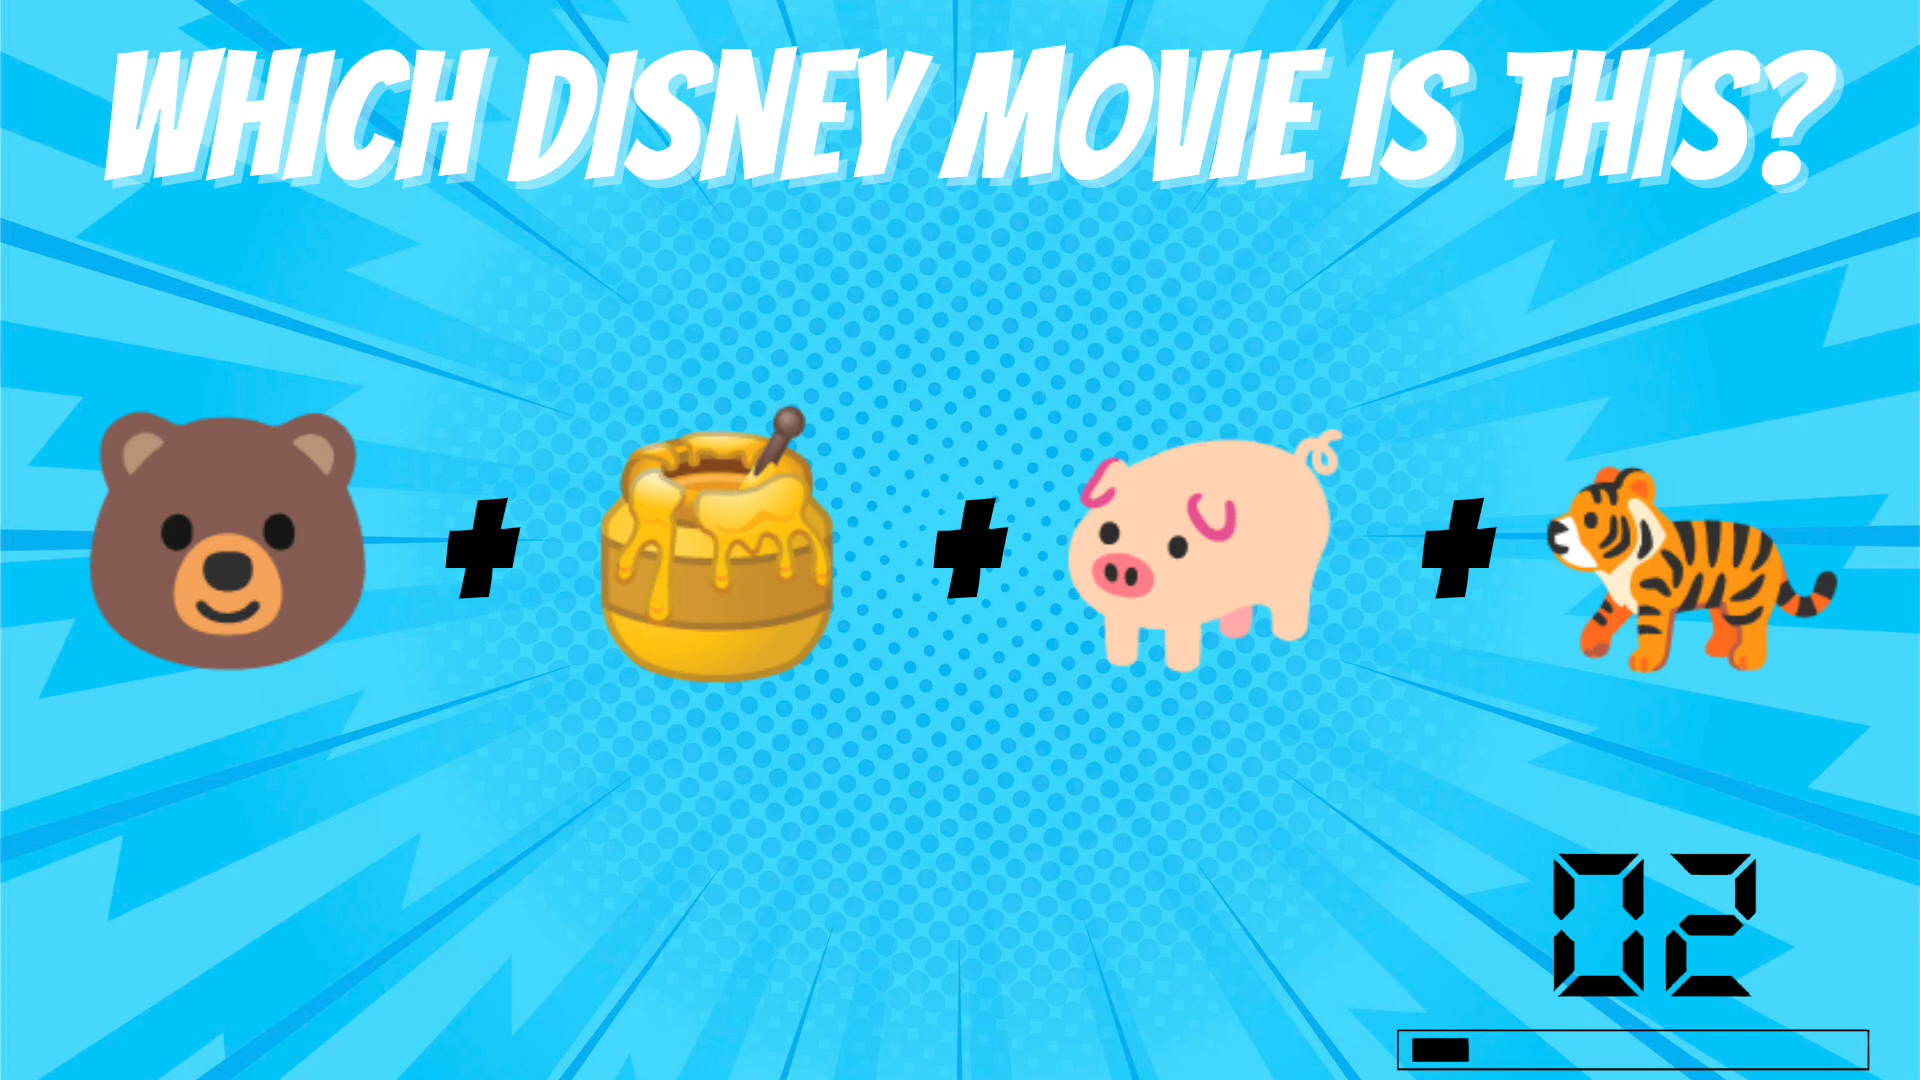 WHICH DISNEY MOVIE IS THIS?
+ + +
02